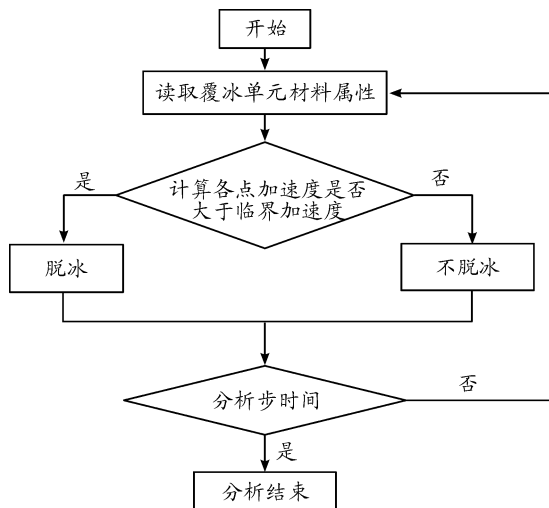 开始
读取覆冰单元材料属性
计算各点加速度是否
大于临界加速度
是
否
脱冰
不脱冰
分析步时间
否
是
分析结束